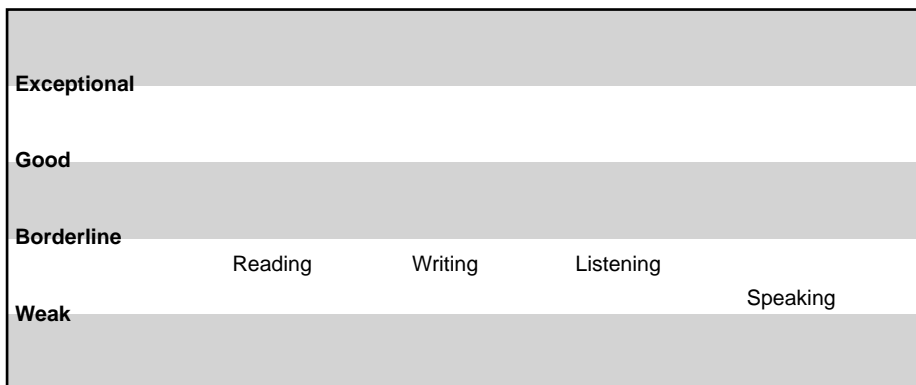 Exceptional
Good
Borderline
Reading Writing Listening
Speaking
Weak